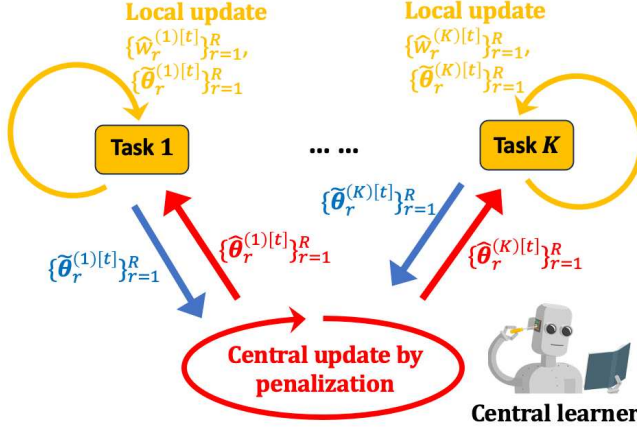 Local update
{ŵ_r^{(1)[t]}}_{r=1}^R,
{θ̃_r^{(1)[t]}}_{r=1}^R
Local update
{ŵ_r^{(K)[t]}}_{r=1}^R,
{θ̃_r^{(K)[t]}}_{r=1}^R
Task 1
... ...
Task K
{θ̃_r^{(1)[t]}}_{r=1}^R
{θ̂_r^{(1)[t]}}_{r=1}^R
{θ̃_r^{(K)[t]}}_{r=1}^R
{θ̂_r^{(K)[t]}}_{r=1}^R
Central update by
penalization
Central learner